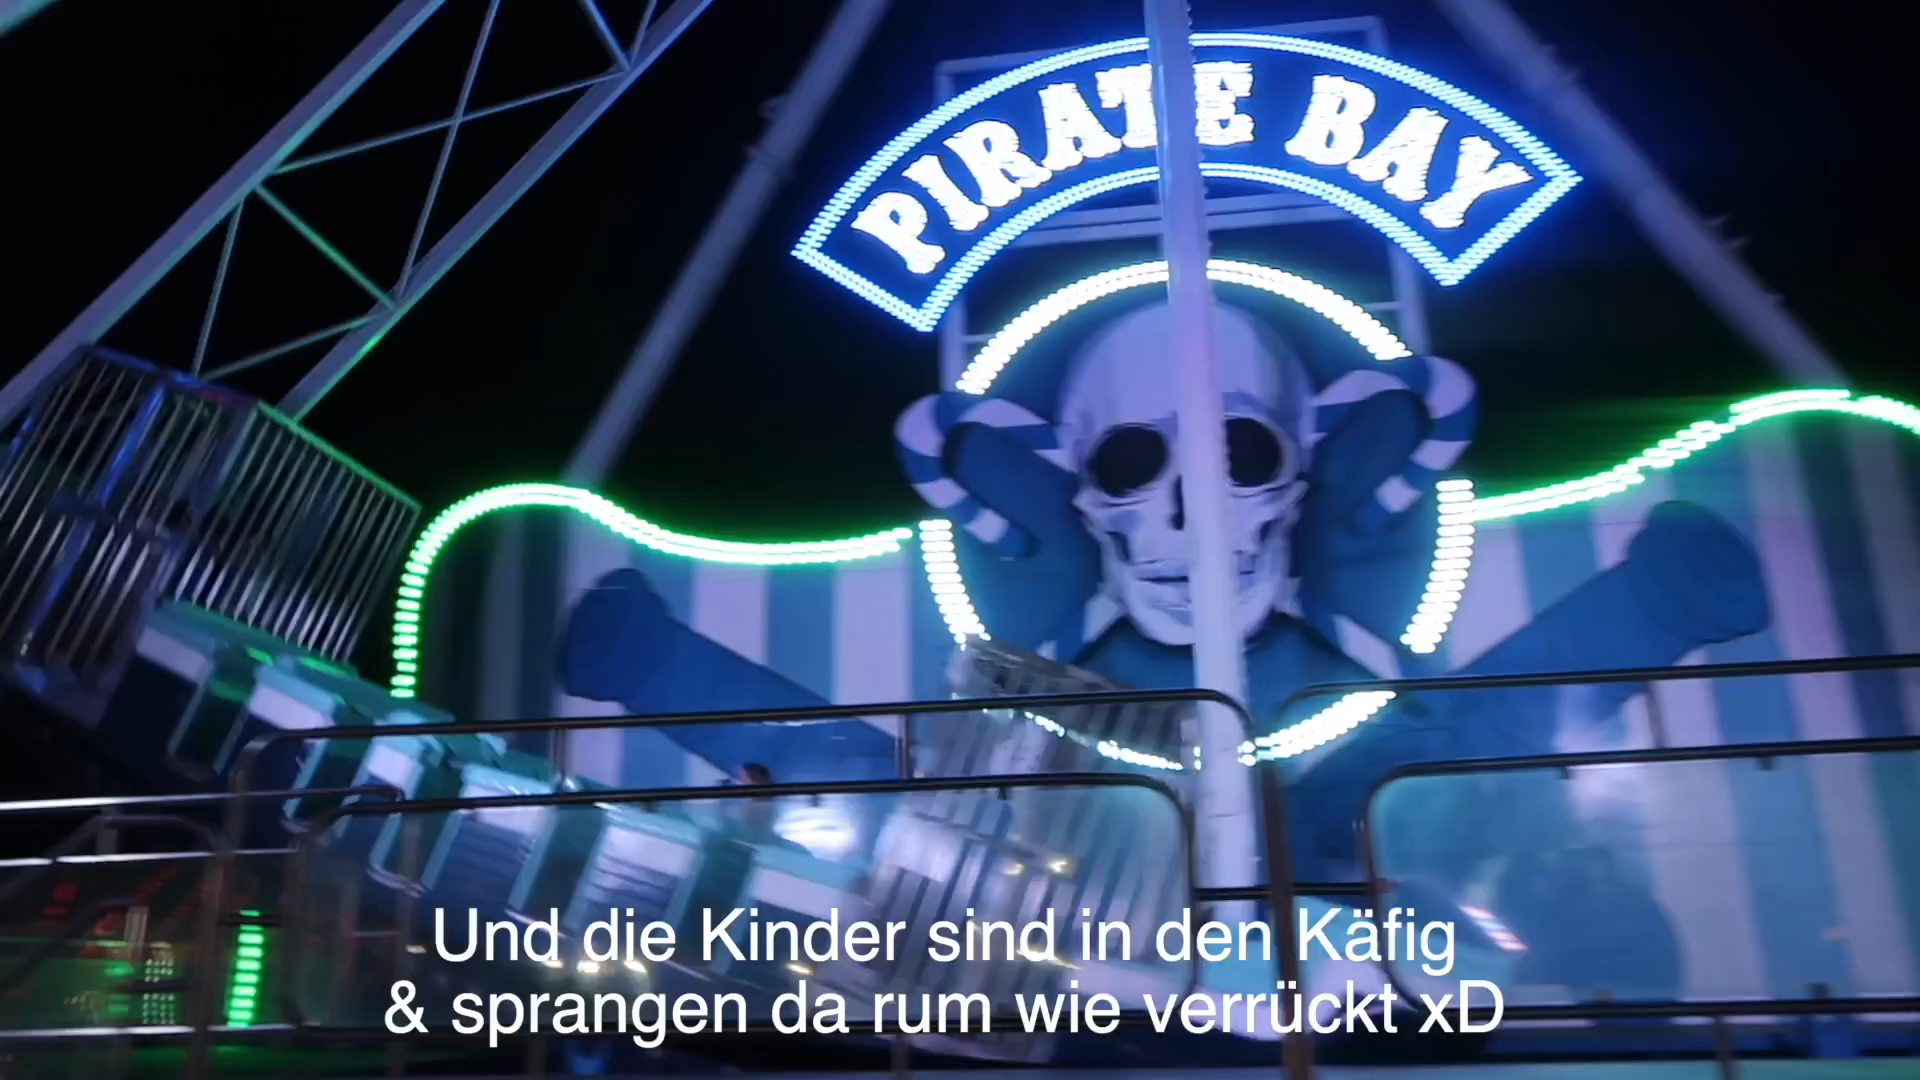 PIRATE BAY
Und die Kinder sind in den Käfig
& sprangen da rum wie verrückt xD